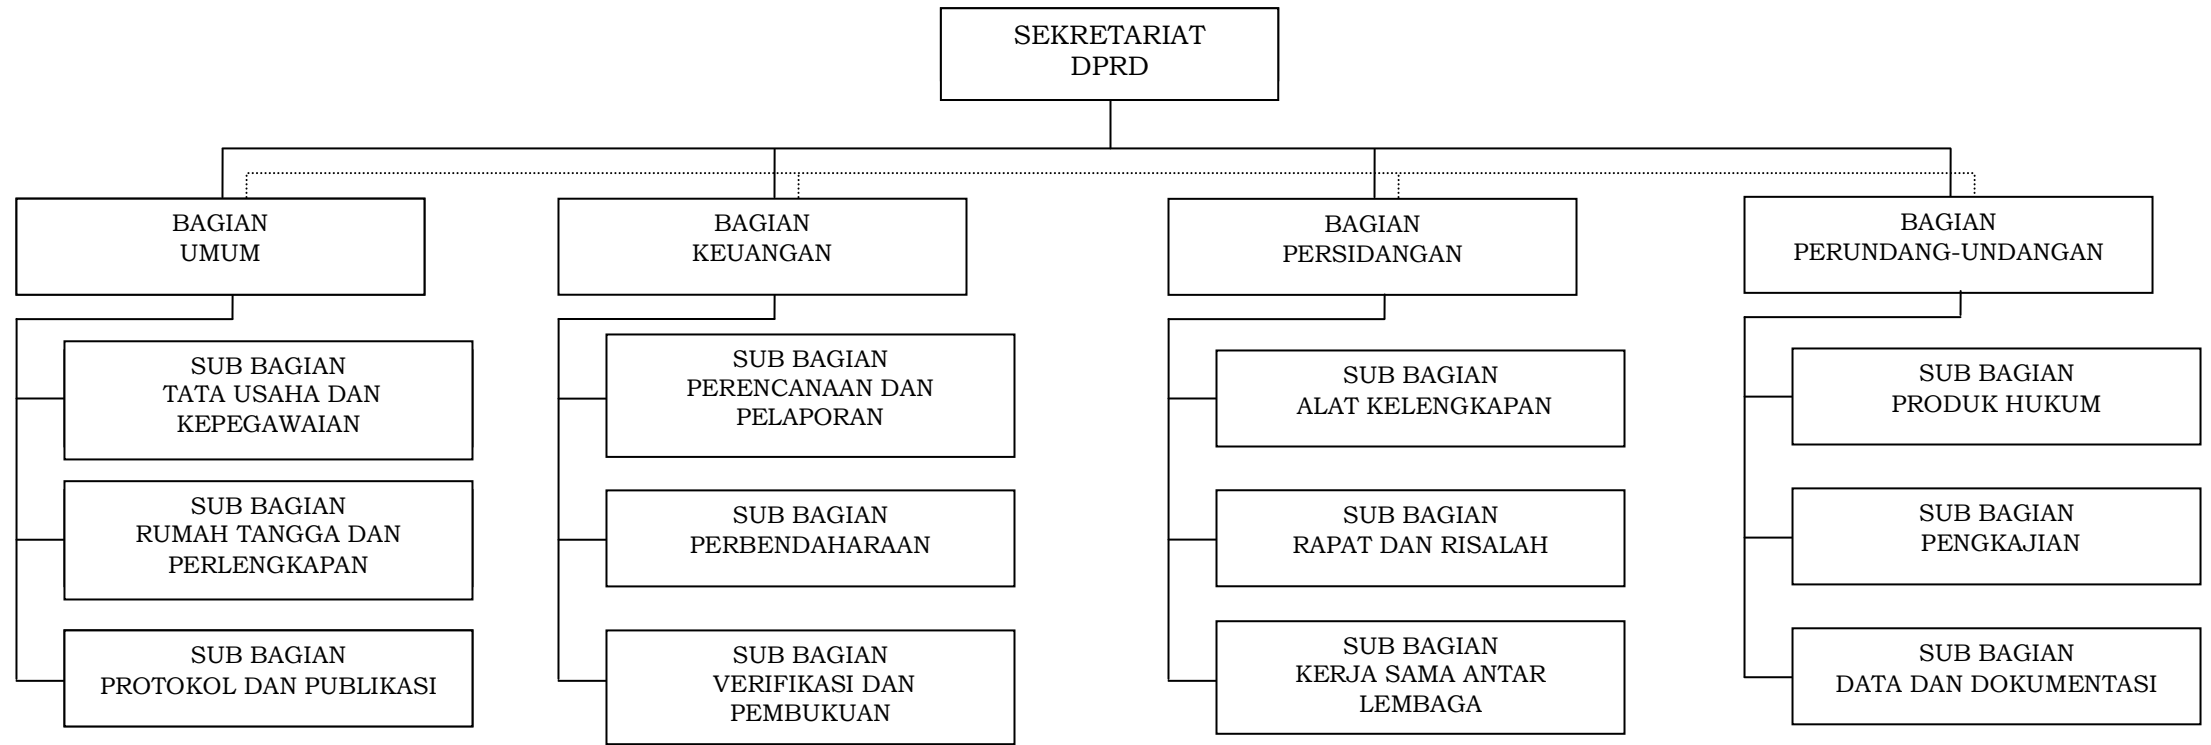 SEKRETARIAT
DPRD
BAGIAN
UMUM
BAGIAN
KEUANGAN
BAGIAN
PERSIDANGAN
BAGIAN
PERUNDANG-UNDANGAN
SUB BAGIAN
TATA USAHA DAN
KEPEGAWAIAN
SUB BAGIAN
RUMAH TANGGA DAN
PERLENGKAPAN
SUB BAGIAN
PROTOKOL DAN PUBLIKASI
SUB BAGIAN
PERENCANAAN DAN
PELAPORAN
SUB BAGIAN
PERBENDAHARAAN
SUB BAGIAN
VERIFIKASI DAN
PEMBUKUAN
SUB BAGIAN
ALAT KELENGKAPAN
SUB BAGIAN
RAPAT DAN RISALAH
SUB BAGIAN
KERJA SAMA ANTAR
LEMBAGA
SUB BAGIAN
PRODUK HUKUM
SUB BAGIAN
PENGKAJIAN
SUB BAGIAN
DATA DAN DOKUMENTASI